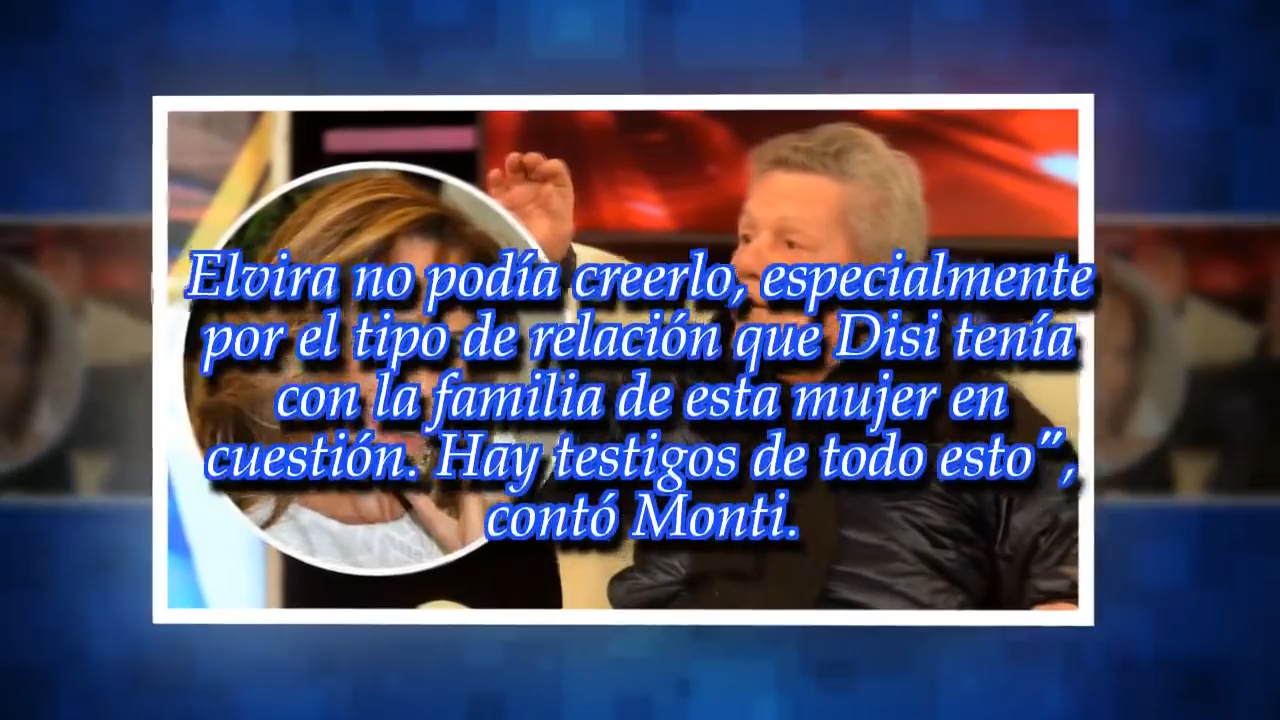 Elvira no podía creerlo, especialmente
por el tipo de relación que Disi tenía
con la familia de esta mujer en
cuestión. Hay testigos de todo esto”,
contó Monti.